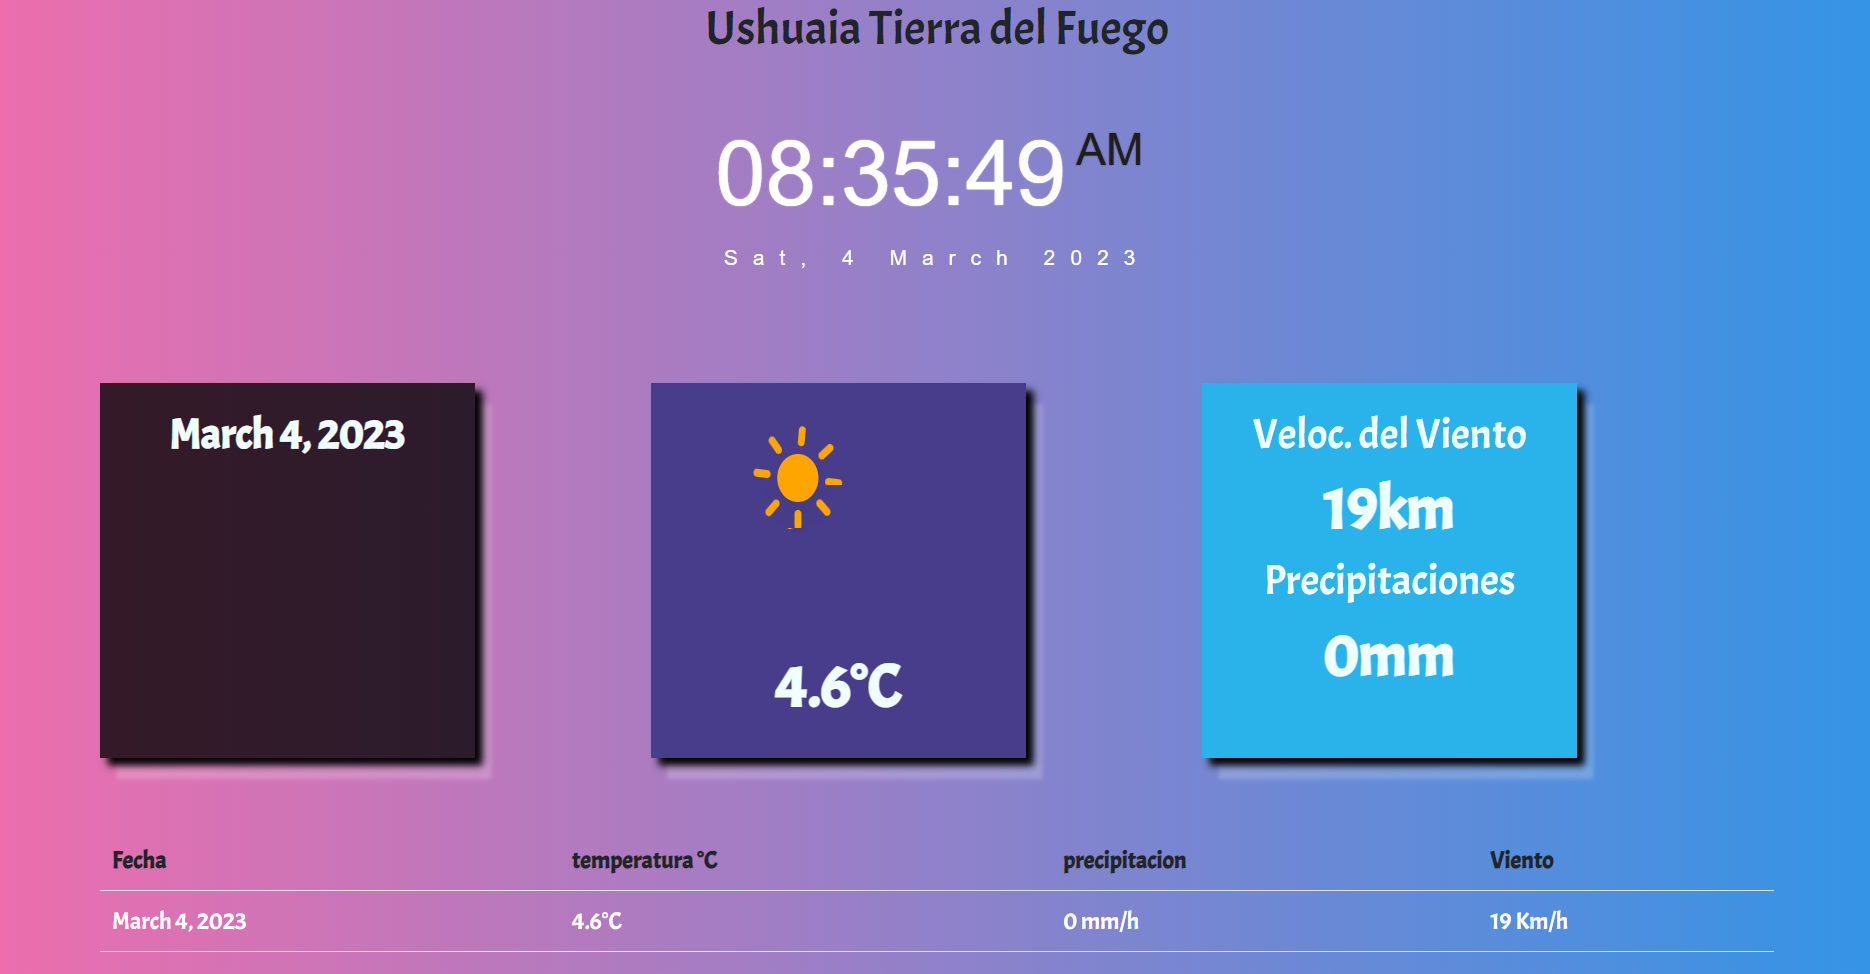 Ushuaia Tierra del Fuego
08:35:49 AM
Sat, 4 March 2023
March 4, 2023
4.6°C
Veloc. del Viento
19km
Precipitaciones
0mm
Fecha temperatura °C precipitacion Viento
March 4, 2023 4.6°C 0 mm/h 19 Km/h